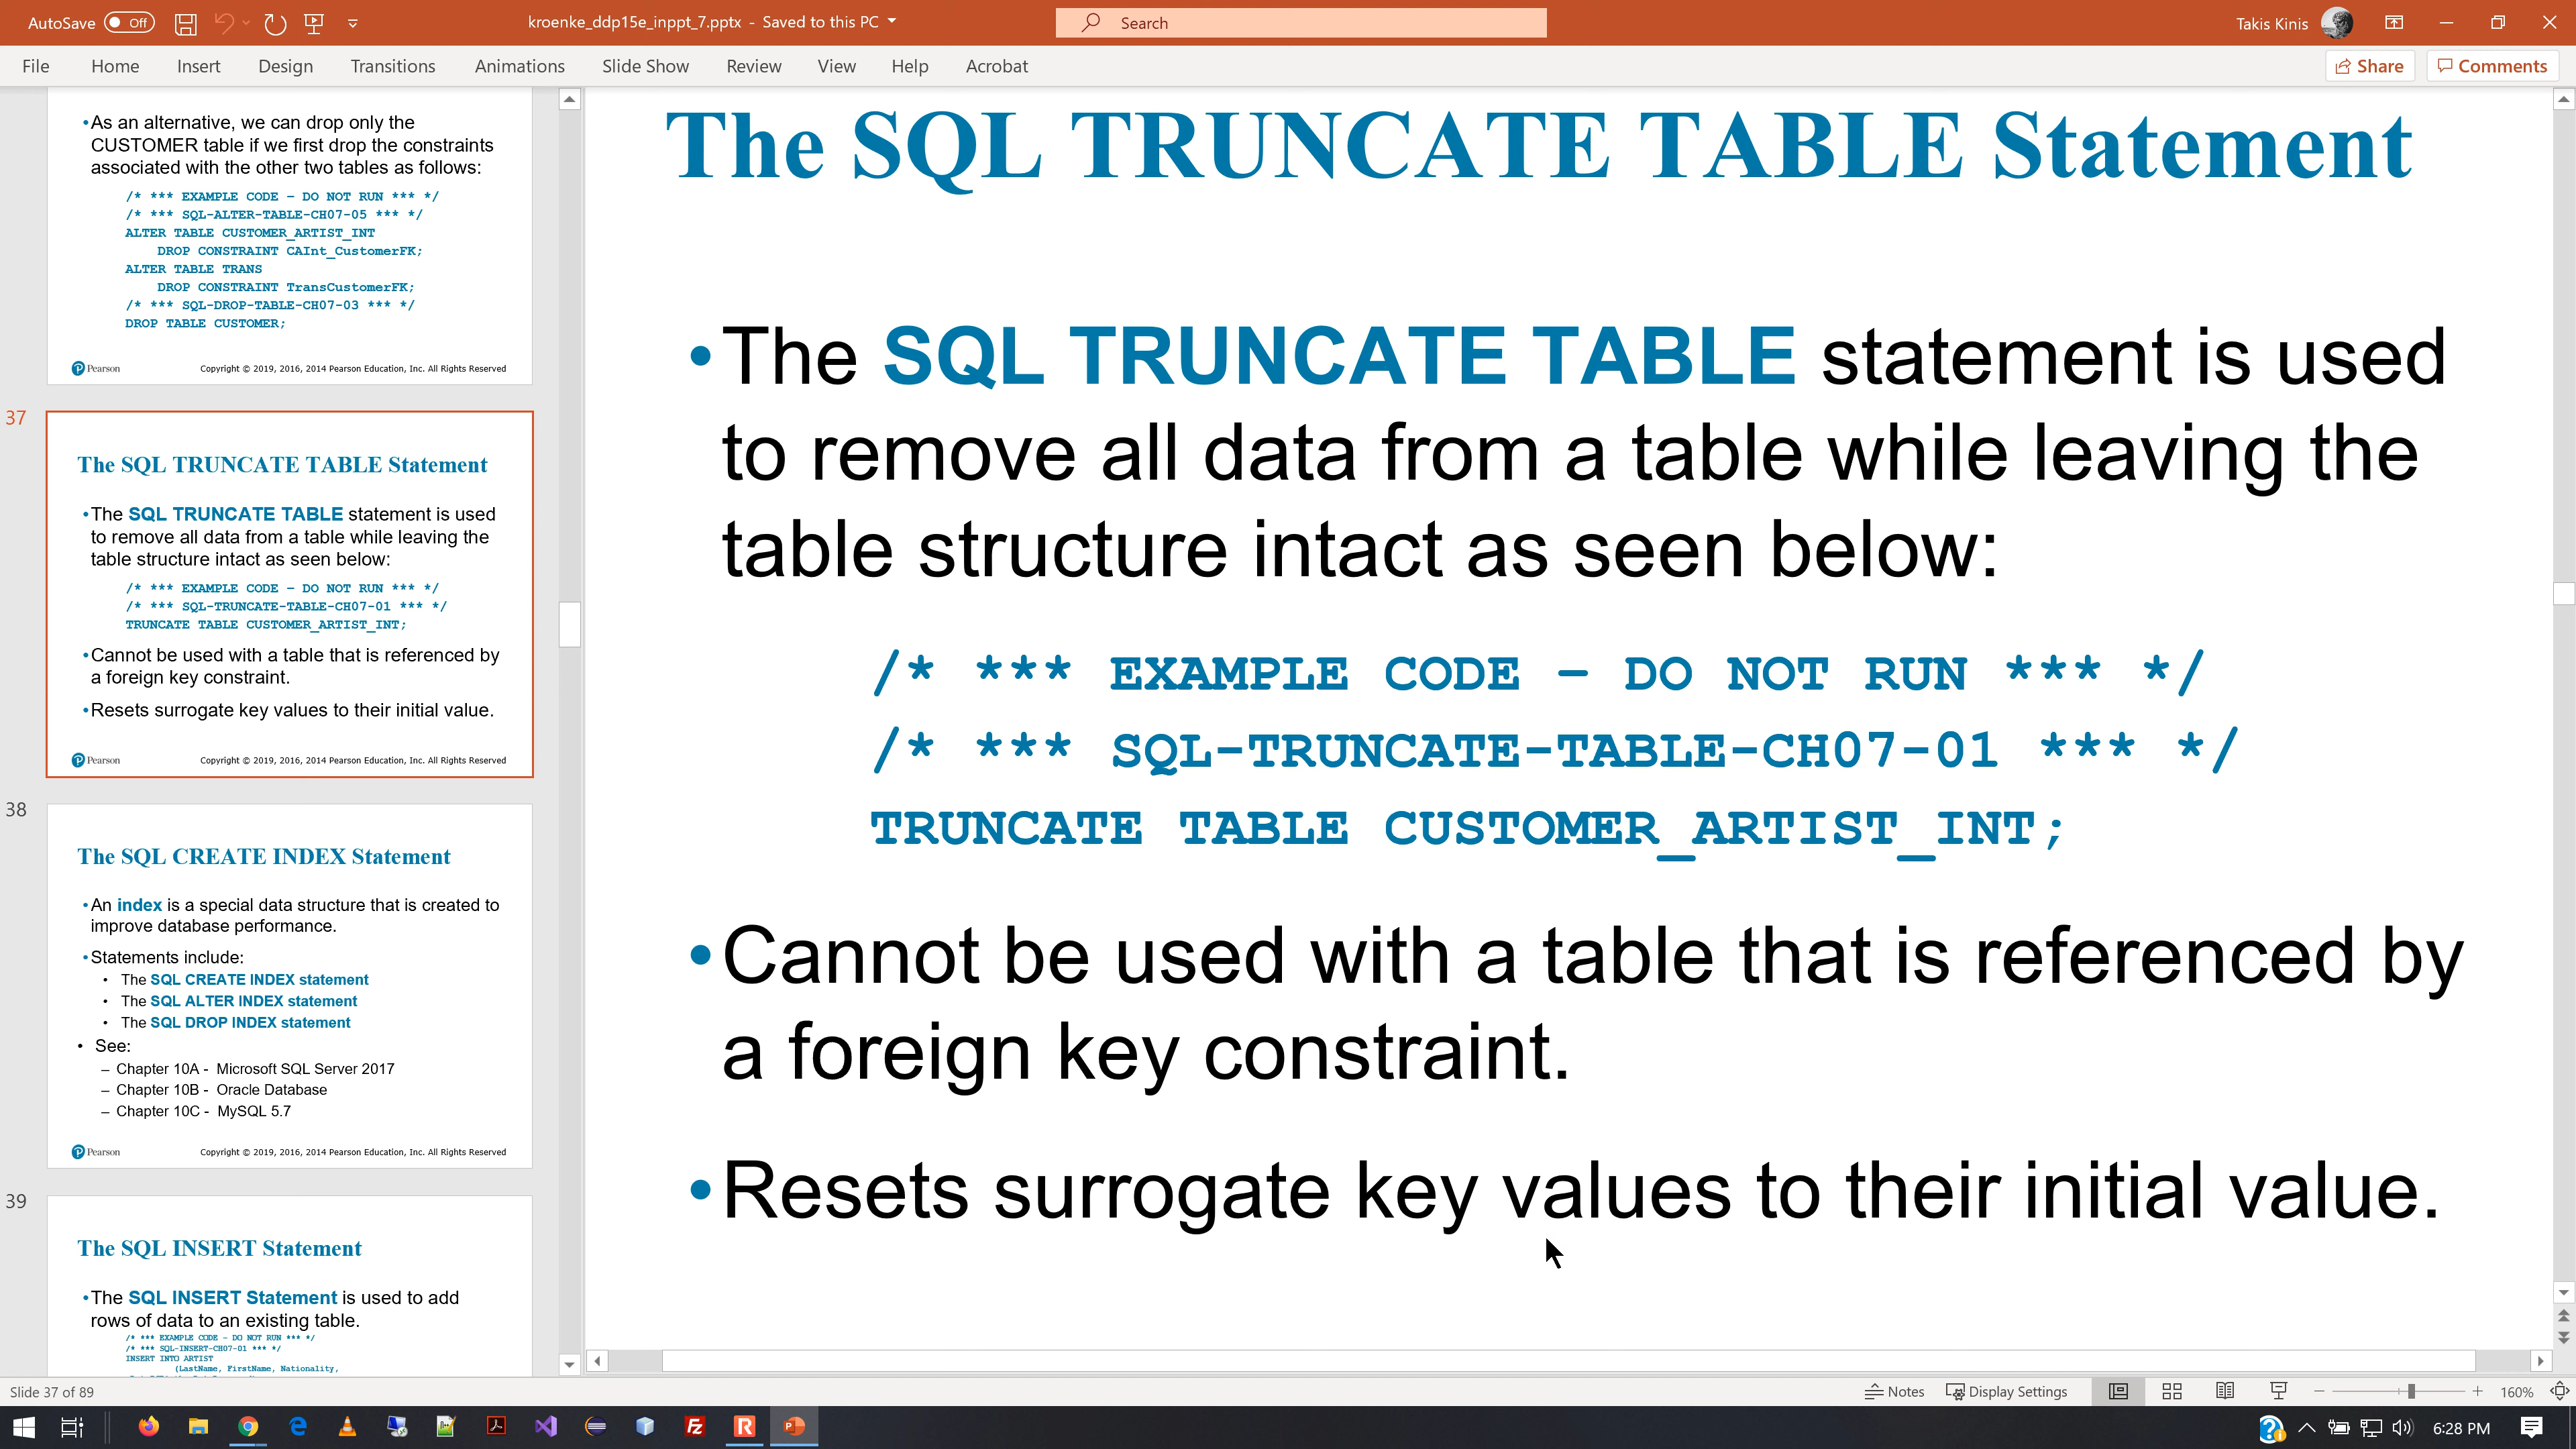 AutoSave Off
kroenke_ddp15e_inppt_7.pptx - Saved to this PC
Search
Takis Kinis
File Home Insert Design Transitions Animations Slide Show Review View Help Acrobat
Share Comments
•As an alternative, we can drop only the
CUSTOMER table if we first drop the constraints
associated with the other two tables as follows:
/* *** EXAMPLE CODE – DO NOT RUN *** */
/* *** SQL-ALTER-TABLE-CH07-05 *** */
ALTER TABLE CUSTOMER_ARTIST_INT
DROP CONSTRAINT CAInt_CustomerFK;
ALTER TABLE TRANS
DROP CONSTRAINT TransCustomerFK;
/* *** SQL-DROP-TABLE-CH07-03 *** */
DROP TABLE CUSTOMER;
Pearson
Copyright © 2019, 2016, 2014 Pearson Education, Inc. All Rights Reserved
37
The SQL TRUNCATE TABLE Statement
•The SQL TRUNCATE TABLE statement is used
to remove all data from a table while leaving the
table structure intact as seen below:
/* *** EXAMPLE CODE – DO NOT RUN *** */
/* *** SQL-TRUNCATE-TABLE-CH07-01 *** */
TRUNCATE TABLE CUSTOMER_ARTIST_INT;
•Cannot be used with a table that is referenced by
a foreign key constraint.
•Resets surrogate key values to their initial value.
Pearson
Copyright © 2019, 2016, 2014 Pearson Education, Inc. All Rights Reserved
38
The SQL CREATE INDEX Statement
•An index is a special data structure that is created to
improve database performance.
•Statements include:
• The SQL CREATE INDEX statement
• The SQL ALTER INDEX statement
• The SQL DROP INDEX statement
• See:
– Chapter 10A - Microsoft SQL Server 2017
– Chapter 10B - Oracle Database
– Chapter 10C - MySQL 5.7
Pearson
Copyright © 2019, 2016, 2014 Pearson Education, Inc. All Rights Reserved
39
The SQL INSERT Statement
•The SQL INSERT Statement is used to add
rows of data to an existing table.
/* *** EXAMPLE CODE – DO NOT RUN *** */
/* *** SQL-INSERT-CH07-01 *** */
INSERT INTO ARTIST
(LastName, FirstName, Nationality,
The SQL TRUNCATE TABLE Statement
•The SQL TRUNCATE TABLE statement is used
to remove all data from a table while leaving the
table structure intact as seen below:
/* *** EXAMPLE CODE – DO NOT RUN *** */
/* *** SQL-TRUNCATE-TABLE-CH07-01 *** */
TRUNCATE TABLE CUSTOMER_ARTIST_INT;
•Cannot be used with a table that is referenced by
a foreign key constraint.
•Resets surrogate key values to their initial value.
Slide 37 of 89
Notes Display Settings 160%
6:28 PM